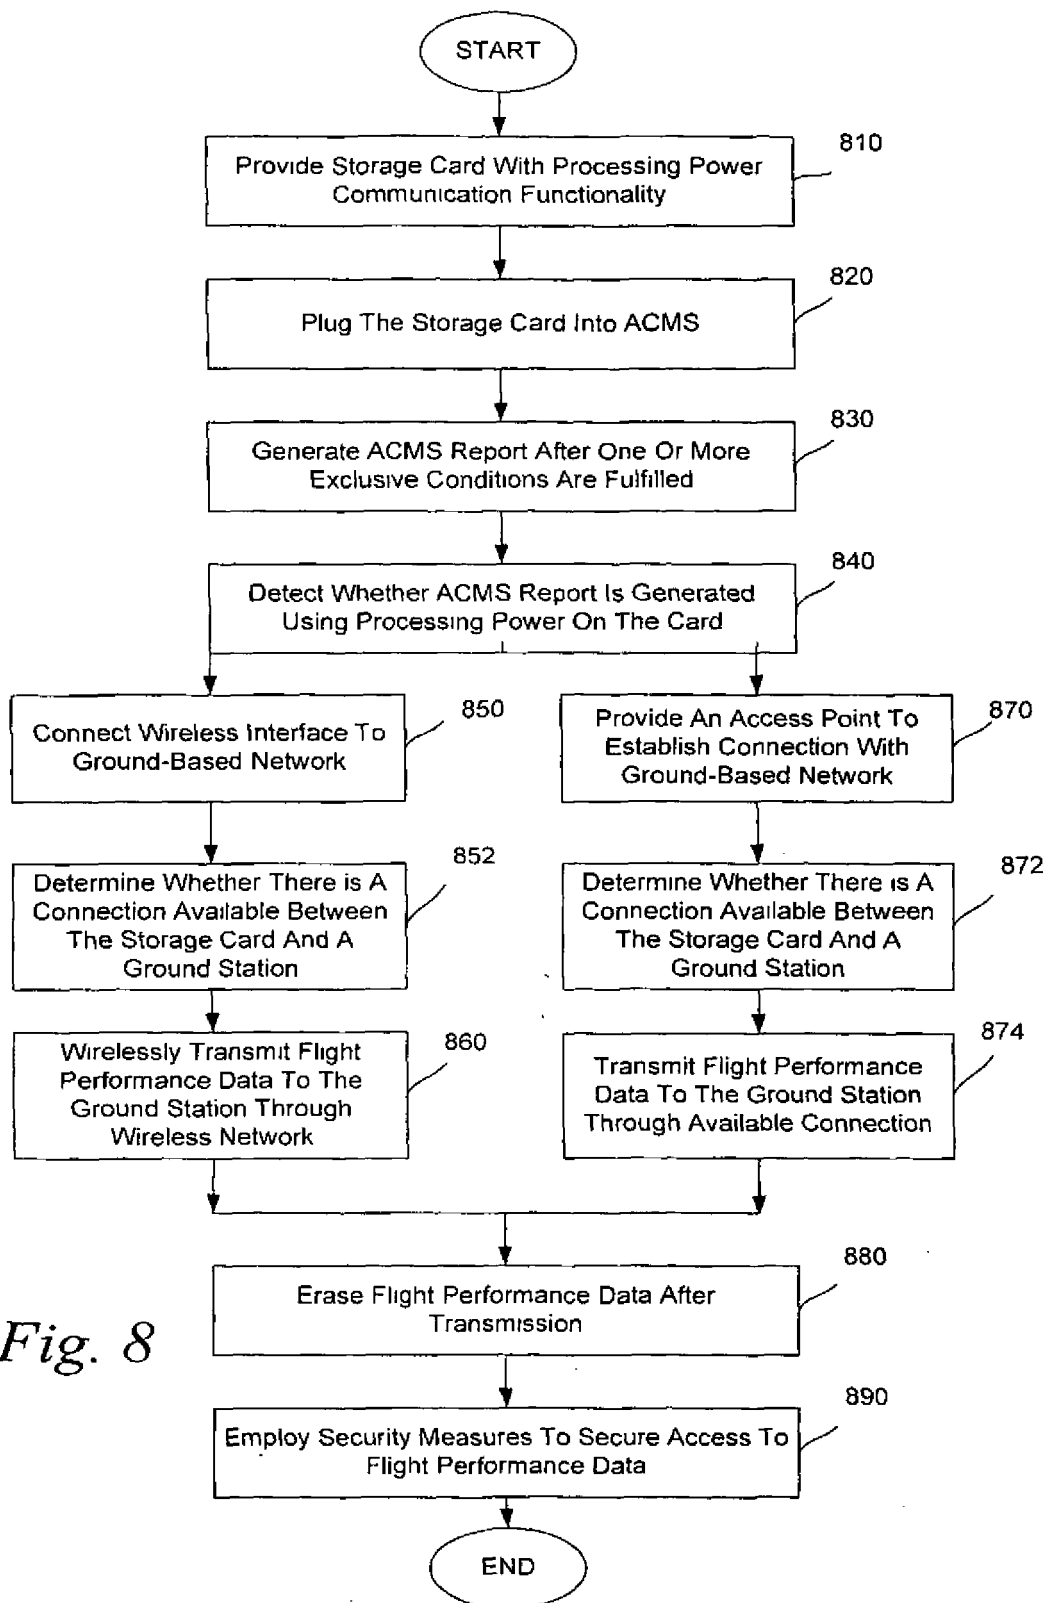 START
810
Provide Storage Card With Processing Power
Communication Functionality
820
Plug The Storage Card Into ACMS
830
Generate ACMS Report After One Or More
Exclusive Conditions Are Fulfilled
840
Detect Whether ACMS Report Is Generated
Using Processing Power On The Card
850
Connect Wireless Interface To
Ground-Based Network
870
Provide An Access Point To
Establish Connection With
Ground-Based Network
852
Determine Whether There is A
Connection Available Between
The Storage Card And A
Ground Station
872
Determine Whether There is A
Connection Available Between
The Storage Card And A
Ground Station
860
Wirelessly Transmit Flight
Performance Data To The
Ground Station Through
Wireless Network
874
Transmit Flight Performance
Data To The Ground Station
Through Available Connection
880
Erase Flight Performance Data After
Transmission
Fig. 8
890
Employ Security Measures To Secure Access To
Flight Performance Data
END